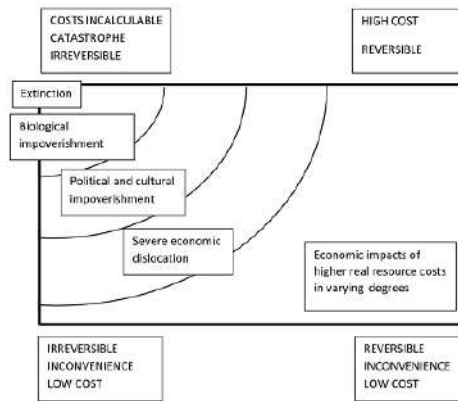 COSTS INCALCULABLE
CATASTROPHE
IRREVERSIBLE
HIGH COST
REVERSIBLE
Extinction
Biological
impoverishment
Political and cultural
impoverishment
Severe economic
dislocation
Economic impacts of
higher real resource costs
in varying degrees
IRREVERSIBLE
INCONVENIENCE
LOW COST
REVERSIBLE
INCONVENIENCE
LOW COST